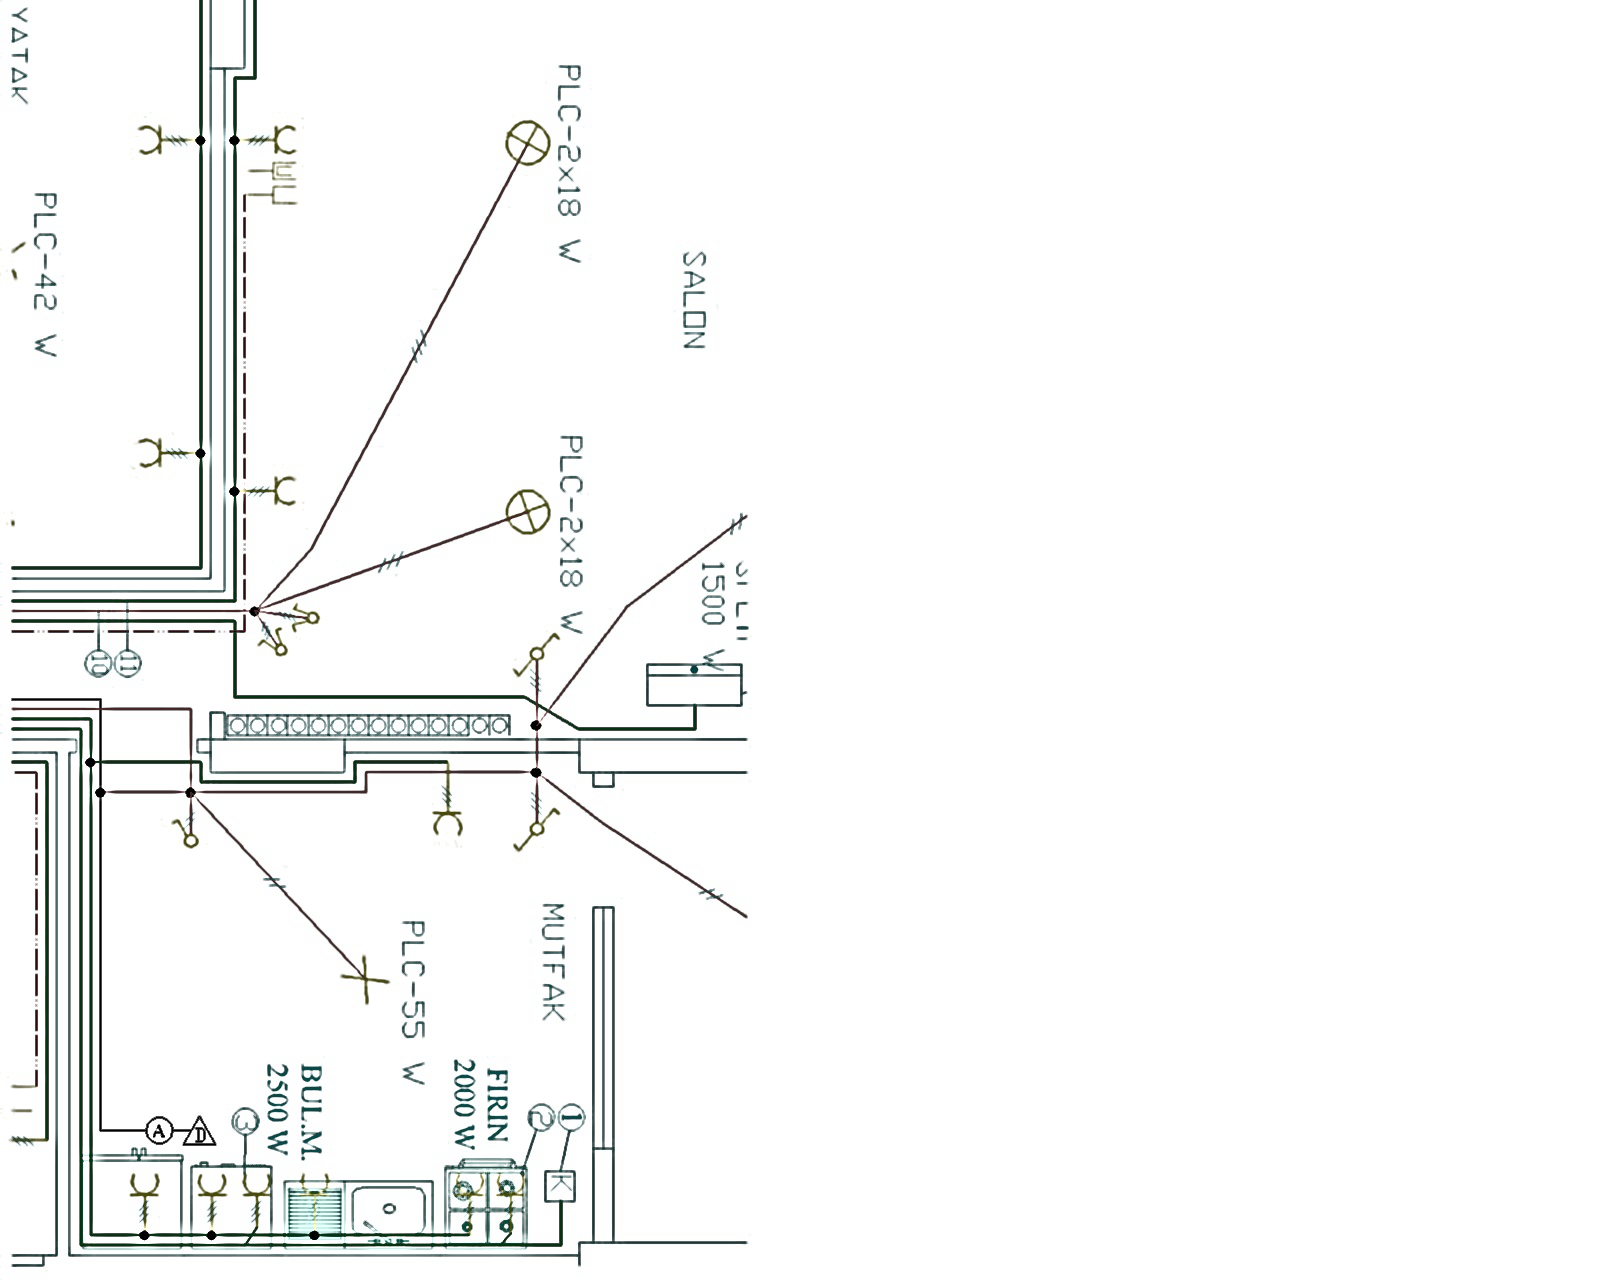 YATAK
PLC-42 W
PLC-2x18 W
SALON
PLC-2x18 W
1500 W
10
11
MUTFAK
PLC-55 W
BUL.M.
2500 W
FIRIN
2000 W
1
2
3
A
D
K